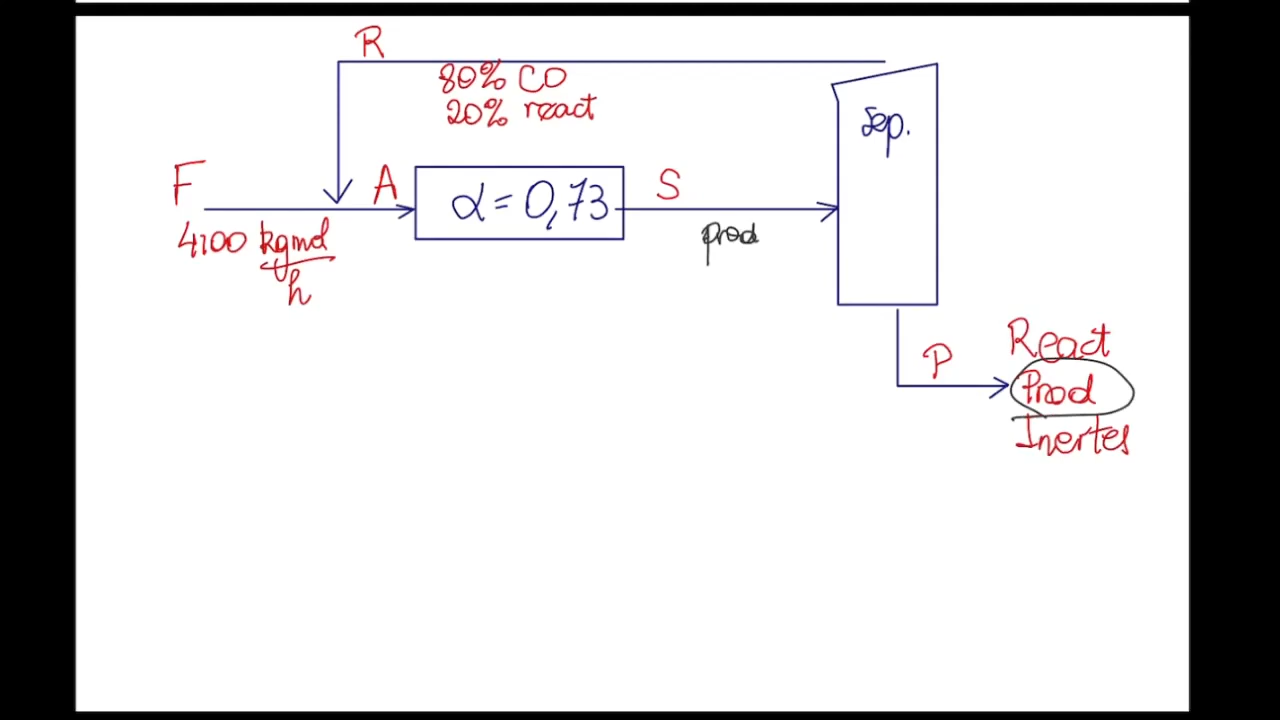 R
80% CO
20% react
Sep.
F
A
α = 0,73
S
4100 kgmol
h
prod
P
React
Prod
Inertes